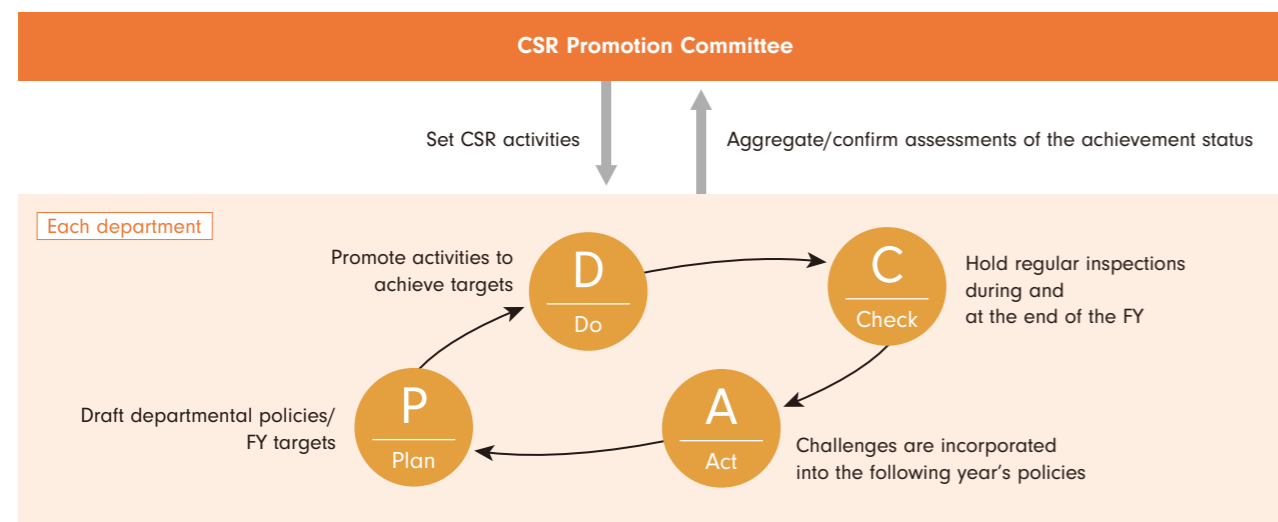 CSR Promotion Committee
Set CSR activities
Aggregate/confirm assessments of the achievement status
Each department
Promote activities to
achieve targets
D
Do
C
Check
Hold regular inspections
during and
at the end of the FY
Draft departmental policies/
FY targets
P
Plan
A
Act
Challenges are incorporated
into the following year's policies